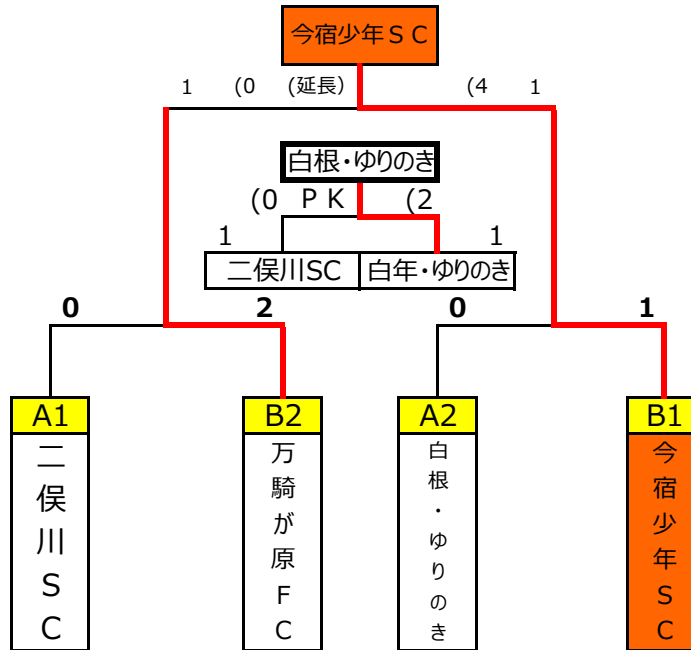 今宿少年ＳＣ
1 (0 (延長) (4 1
白根・ゆりのき
(0 ＰＫ (2
1 1
二俣川SC 白年・ゆりのき
0 2 0 1
A1 B2 A2 B1
二俣川ＳＣ
万騎が原ＦＣ
白根・ゆりのき
今宿少年ＳＣ